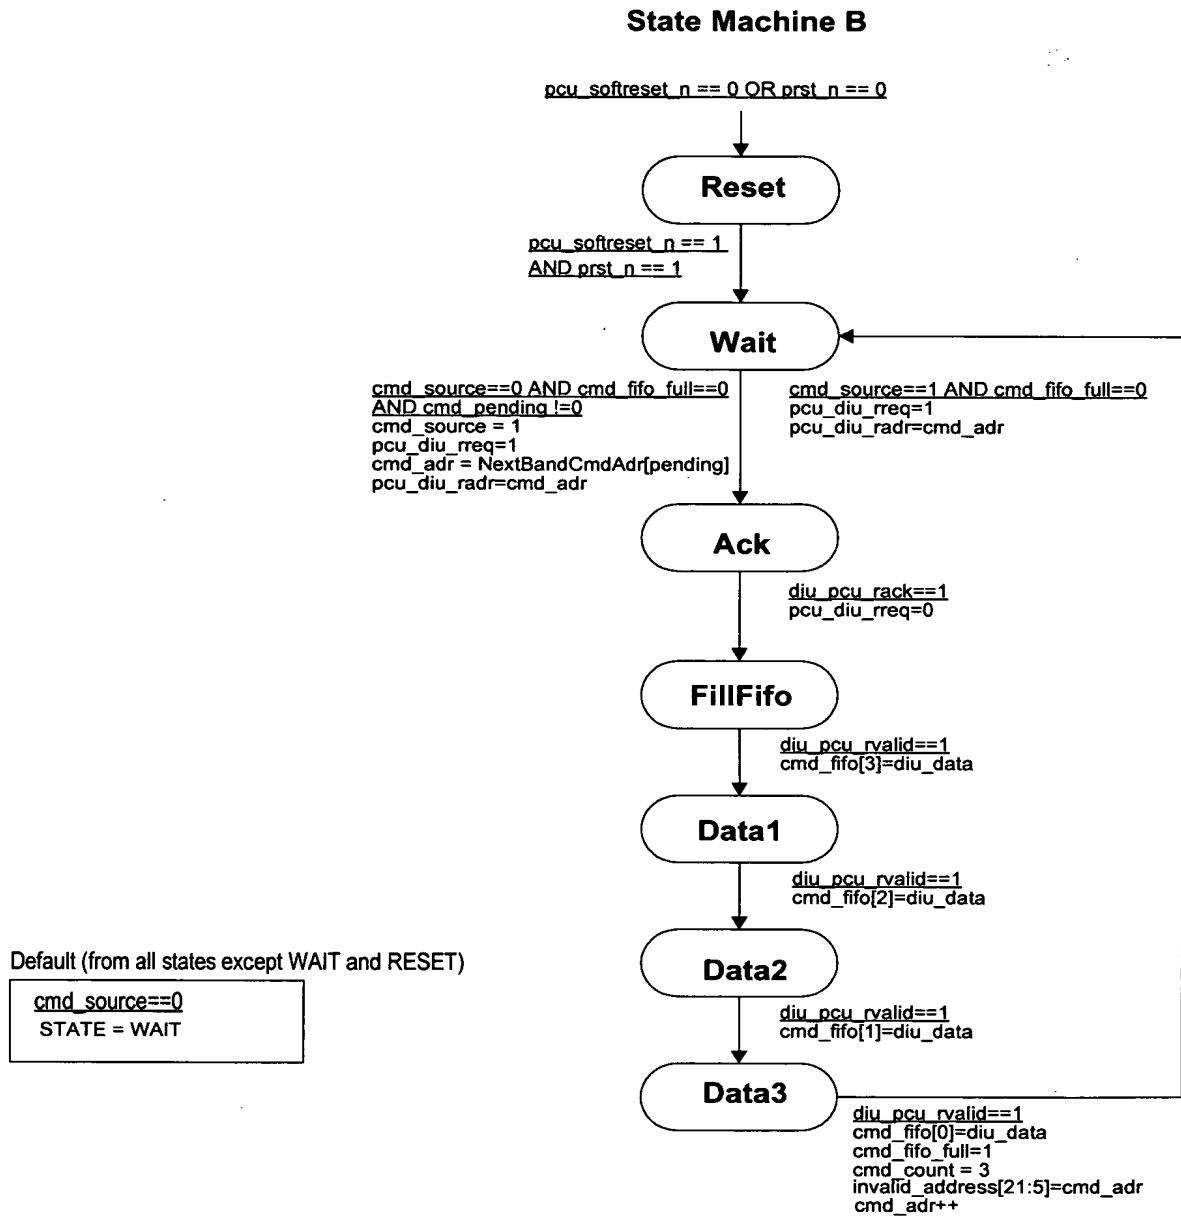 State Machine B
pcu_softreset_n == 0 OR prst_n == 0
Reset
pcu_softreset_n == 1
AND prst_n == 1
Wait
cmd_source==0 AND cmd_fifo_full==0
AND cmd_pending !=0
cmd_source = 1
pcu_diu_rreq=1
cmd_adr = NextBandCmdAdr[pending]
pcu_diu_radr=cmd_adr
cmd_source==1 AND cmd_fifo_full==0
pcu_diu_rreq=1
pcu_diu_radr=cmd_adr
Ack
diu_pcu_rack==1
pcu_diu_rreq=0
FillFifo
diu_pcu_rvalid==1
cmd_fifo[3]=diu_data
Data1
diu_pcu_rvalid==1
cmd_fifo[2]=diu_data
Data2
diu_pcu_rvalid==1
cmd_fifo[1]=diu_data
Default (from all states except WAIT and RESET)
cmd_source==0
STATE = WAIT
Data3
diu_pcu_rvalid==1
cmd_fifo[0]=diu_data
cmd_fifo_full=1
cmd_count = 3
invalid_address[21:5]=cmd_adr
cmd_adr++